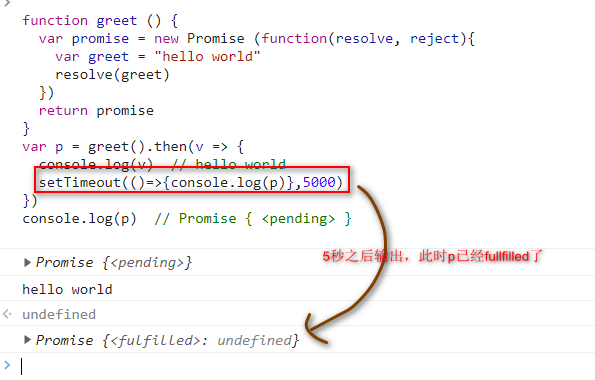 function greet () {
var promise = new Promise (function(resolve, reject){
var greet = "hello world"
resolve(greet)
})
return promise
}
var p = greet().then(v => {
console.log(v)  // hello world
setTimeout(()=>{console.log(p)},5000)
})
console.log(p)  // Promise { <pending> }
5秒之后输出，此时p已经fullfilled了
▶ Promise {<pending>}
hello world
undefined
▶ Promise {<fulfilled>: undefined}